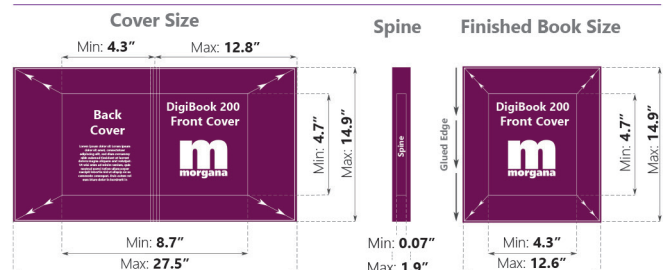 Cover Size
Spine
Finished Book Size
Min: 4.3”
Max: 12.8”
Back
Cover
DigiBook 200
Front Cover
m
morgana
Min: 4.7”
Max: 14.9”
Spine
Glued Edge
DigiBook 200
Front Cover
m
morgana
Min: 4.7”
Max: 14.9”
Min: 8.7”
Max: 27.5”
Min: 0.07”
Max: 1.9”
Min: 4.3”
Max: 12.6”